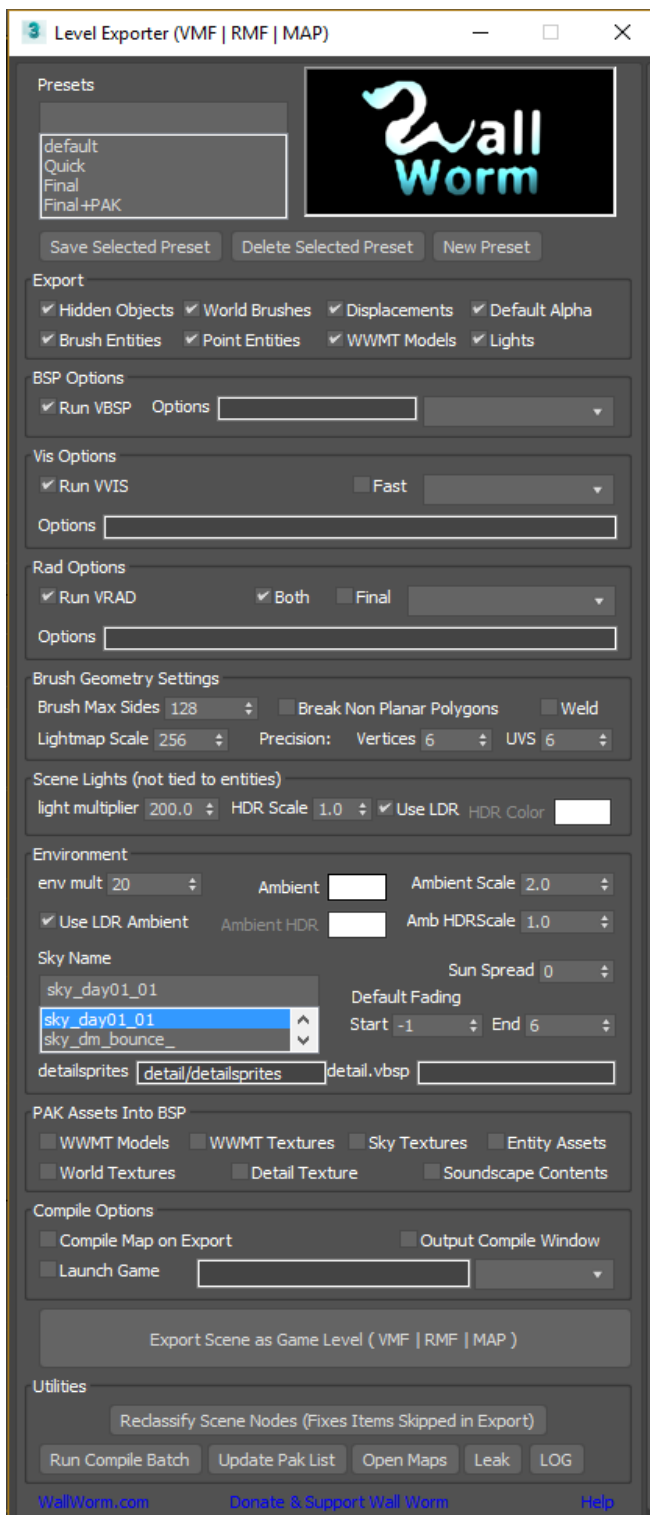 3 Level Exporter (VMF | RMF | MAP)
Presets
Wall
Worm
default
Quick
Final
Final+PAK
Save Selected Preset Delete Selected Preset New Preset
Export
Hidden Objects World Brushes Displacements Default Alpha
Brush Entities Point Entities WWMT Models Lights
BSP Options
Run VBSP Options
Vis Options
Run VVIS Fast
Options
Rad Options
Run VRAD Both Final
Options
Brush Geometry Settings
Brush Max Sides 128 Break Non Planar Polygons Weld
Lightmap Scale 256 Precision: Vertices 6 UVS 6
Scene Lights (not tied to entities)
light multiplier 200.0 HDR Scale 1.0 Use LDR HDR Color
Environment
env mult 20 Ambient Ambient Scale 2.0
Use LDR Ambient Ambient HDR Amb HDRScale 1.0
Sky Name
Sun Spread 0
sky_day01_01
Default Fading
sky_day01_01
Start -1 End 6
sky_dm_bounce_
detailsprites detail/detailsprites detail.vbsp
PAK Assets Into BSP
WWMT Models WWMT Textures Sky Textures Entity Assets
World Textures Detail Texture Soundscape Contents
Compile Options
Compile Map on Export Output Compile Window
Launch Game
Export Scene as Game Level ( VMF | RMF | MAP )
Utilities
Reclassify Scene Nodes (Fixes Items Skipped in Export)
Run Compile Batch Update Pak List Open Maps Leak LOG
WallWorm.com Donate & Support Wall Worm Help